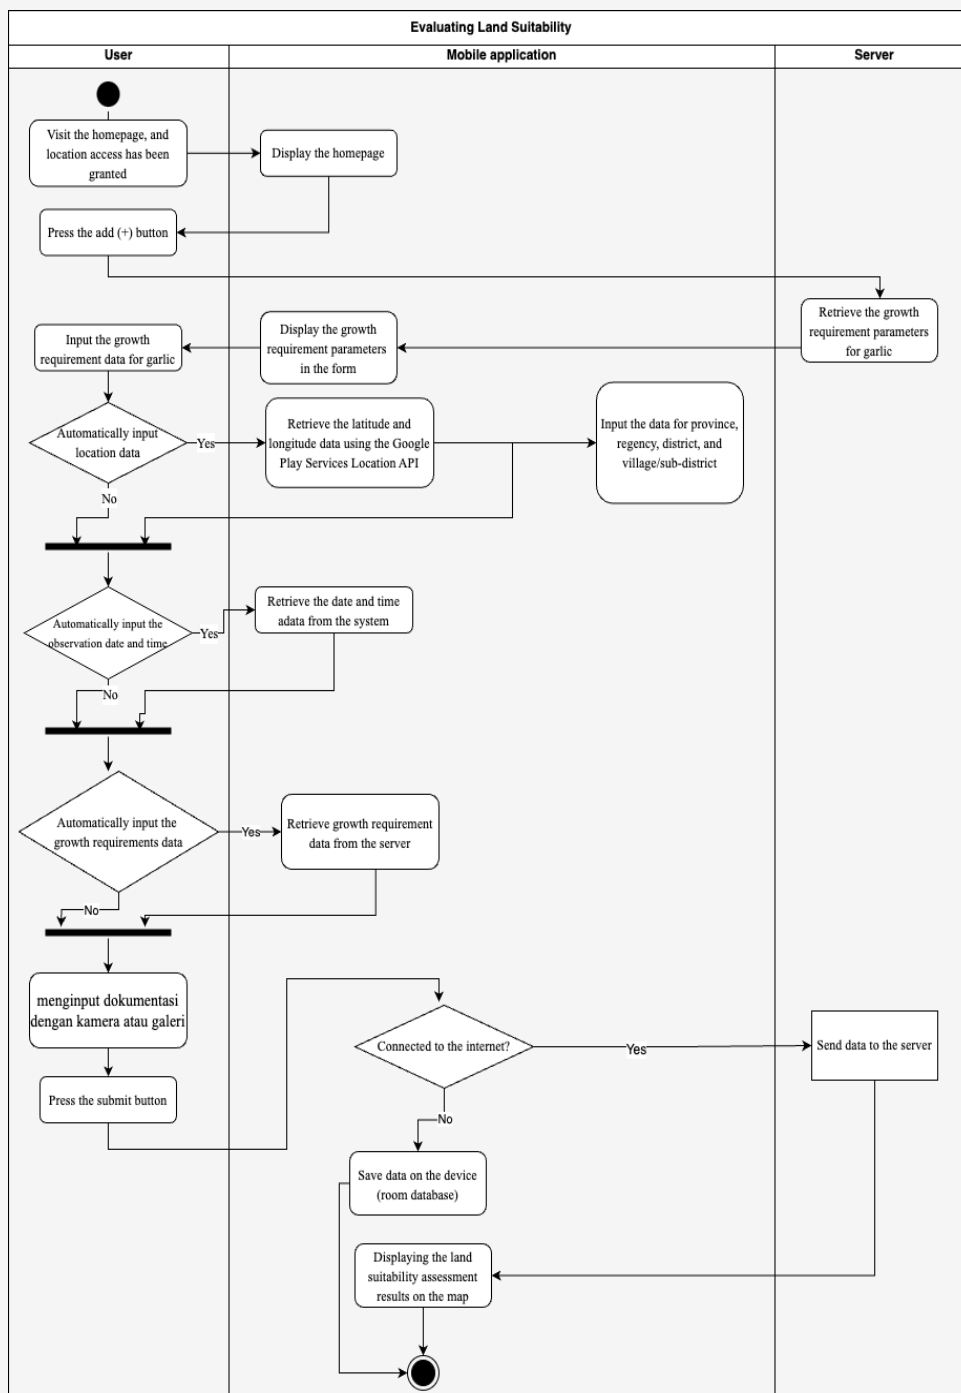 Evaluating Land Suitability
User
Mobile application
Server
Visit the homepage, and
location access has been
granted
Display the homepage
Press the add (+) button
Retrieve the growth
requirement parameters
for garlic
Display the growth
requirement parameters
in the form
Input the growth
requirement data for garlic
Automatically input
location data
Yes
No
Retrieve the latitude and
longitude data using the Google
Play Services Location API
Input the data for province,
regency, district, and
village/sub-district
Automatically input the
observation date and time
Yes
No
Retrieve the date and time
adata from the system
Automatically input the
growth requirements data
Yes
No
Retrieve growth requirement
data from the server
menginput dokumentasi
dengan kamera atau galeri
Press the submit button
Connected to the internet?
Yes
No
Send data to the server
Save data on the device
(room database)
Displaying the land
suitability assessment
results on the map